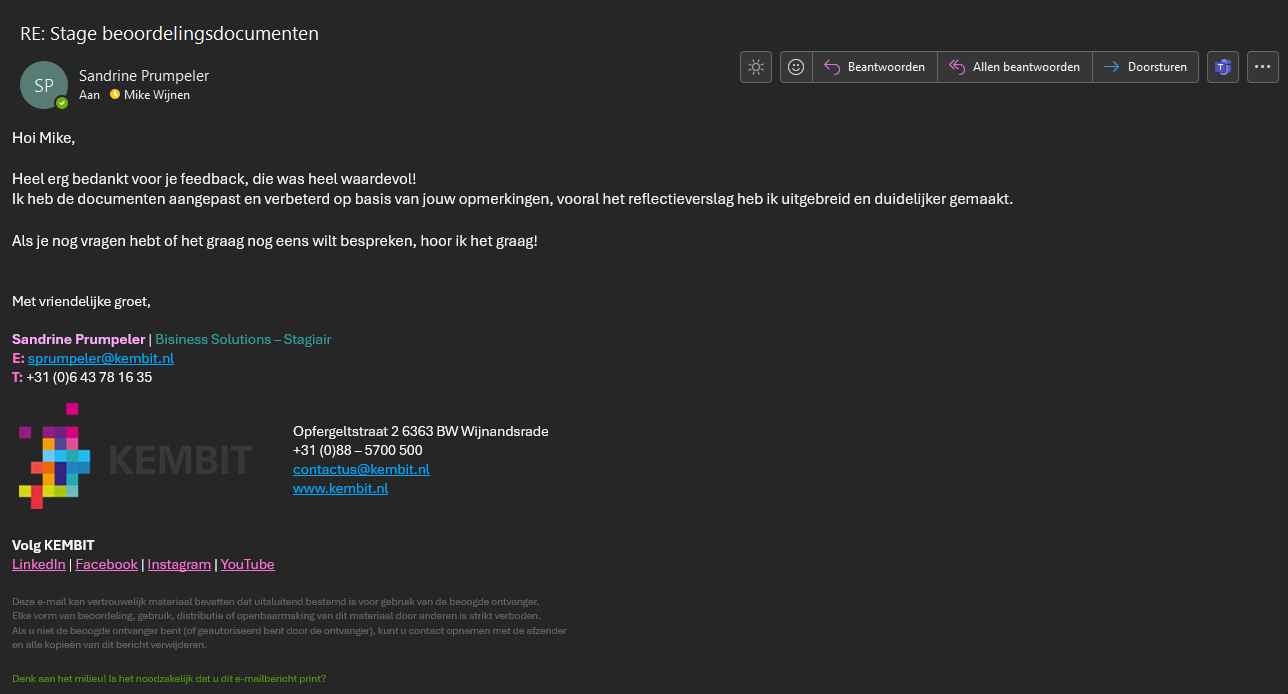 RE: Stage beoordelingsdocumenten
SP
Sandrine Prumpeler
Aan Mike Wijnen
Beantwoorden
Allen beantwoorden
Doorsturen
Hoi Mike,
Heel erg bedankt voor je feedback, die was heel waardevol!
Ik heb de documenten aangepast en verbeterd op basis van jouw opmerkingen, vooral het reflectieverslag heb ik uitgebreid en duidelijker gemaakt.
Als je nog vragen hebt of het graag nog eens wilt bespreken, hoor ik het graag!
Met vriendelijke groet,
Sandrine Prumpeler | Bisiness Solutions – Stagiair
E: sprumpeler@kembit.nl
T: +31 (0)6 43 78 16 35
KEMBIT
Opfergeltstraat 2 6363 BW Wijnandsrade
+31 (0)88 – 5700 500
contactus@kembit.nl
www.kembit.nl
Volg KEMBIT
LinkedIn | Facebook | Instagram | YouTube
Deze e-mail kan vertrouwelijk materiaal bevatten dat uitsluitend bestemd is voor gebruik van de beoogde ontvanger.
Elke vorm van beoordeling, gebruik, distributie of openbaarmaking van dit materiaal door anderen is strikt verboden.
Als u niet de beoogde ontvanger bent (of geautoriseerd bent door de ontvanger), kunt u contact opnemen met de afzender
en alle kopieën van dit bericht verwijderen.
Denk aan het milieu! Is het noodzakelijk dat u dit e-mailbericht print?